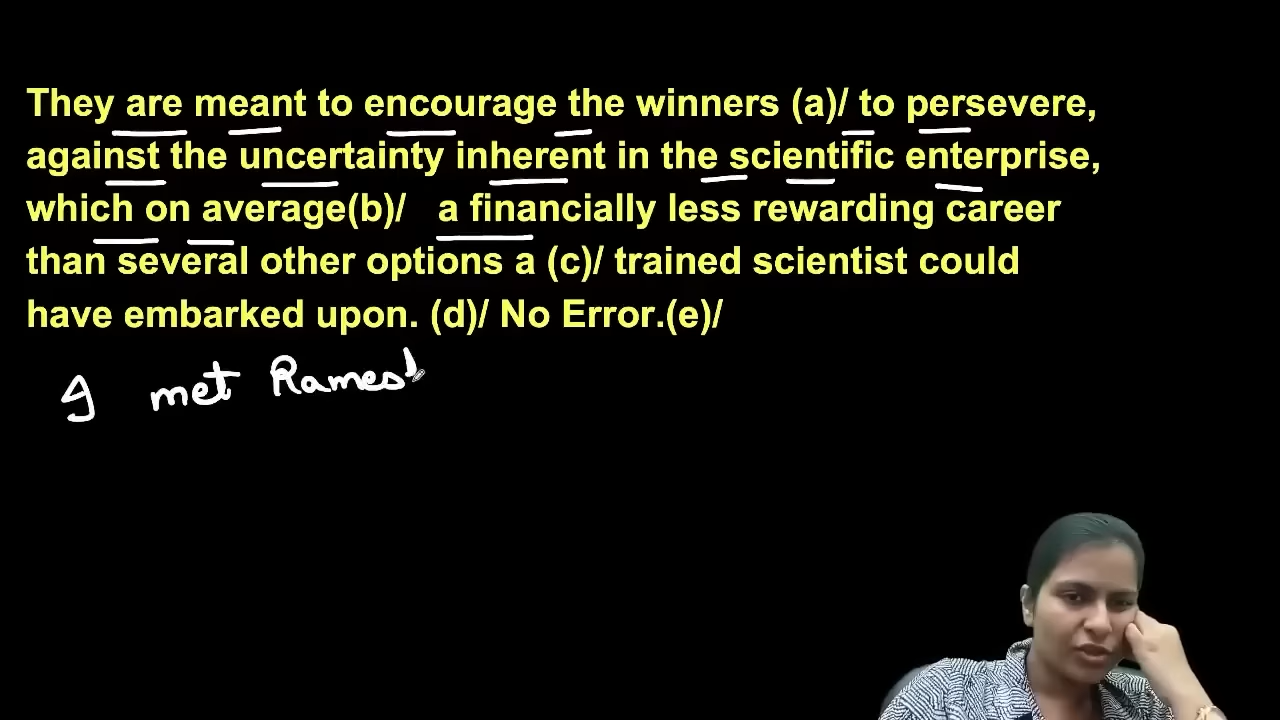 They are meant to encourage the winners (a)/ to persevere,
against the uncertainty inherent in the scientific enterprise,
which on average(b)/ a financially less rewarding career
than several other options a (c)/ trained scientist could
have embarked upon. (d)/ No Error.(e)/
I met Ramesh